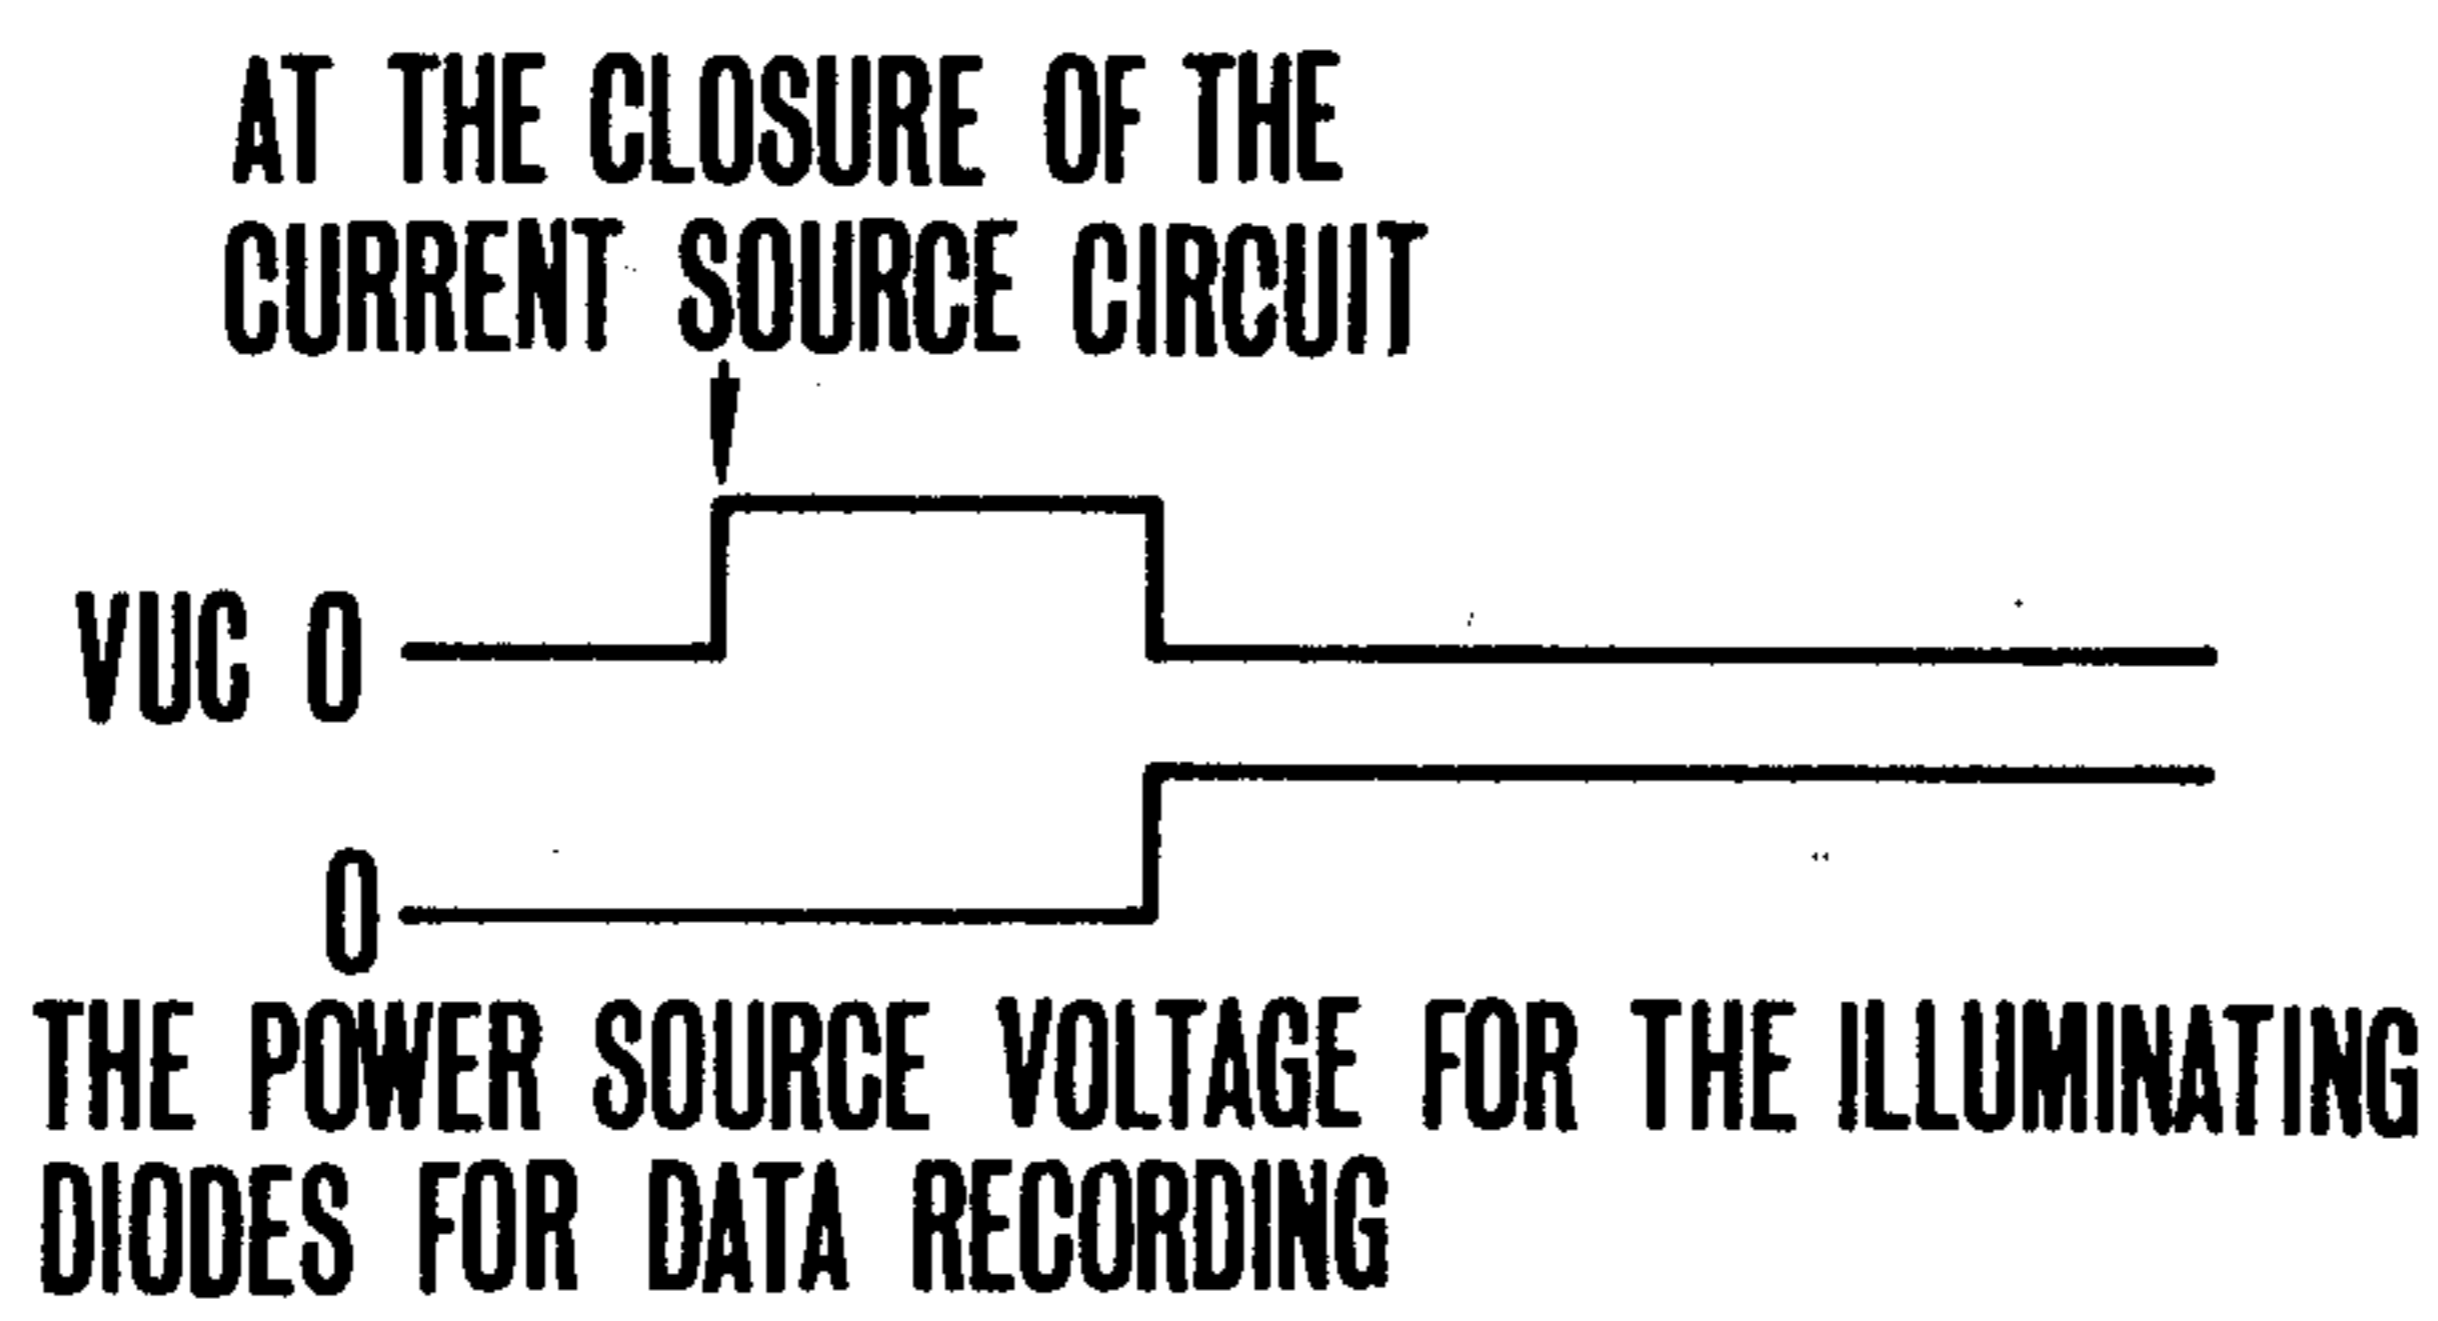 AT THE CLOSURE OF THE
CURRENT SOURCE CIRCUIT
VUC 0
0
THE POWER SOURCE VOLTAGE FOR THE ILLUMINATING
DIODES FOR DATA RECORDING